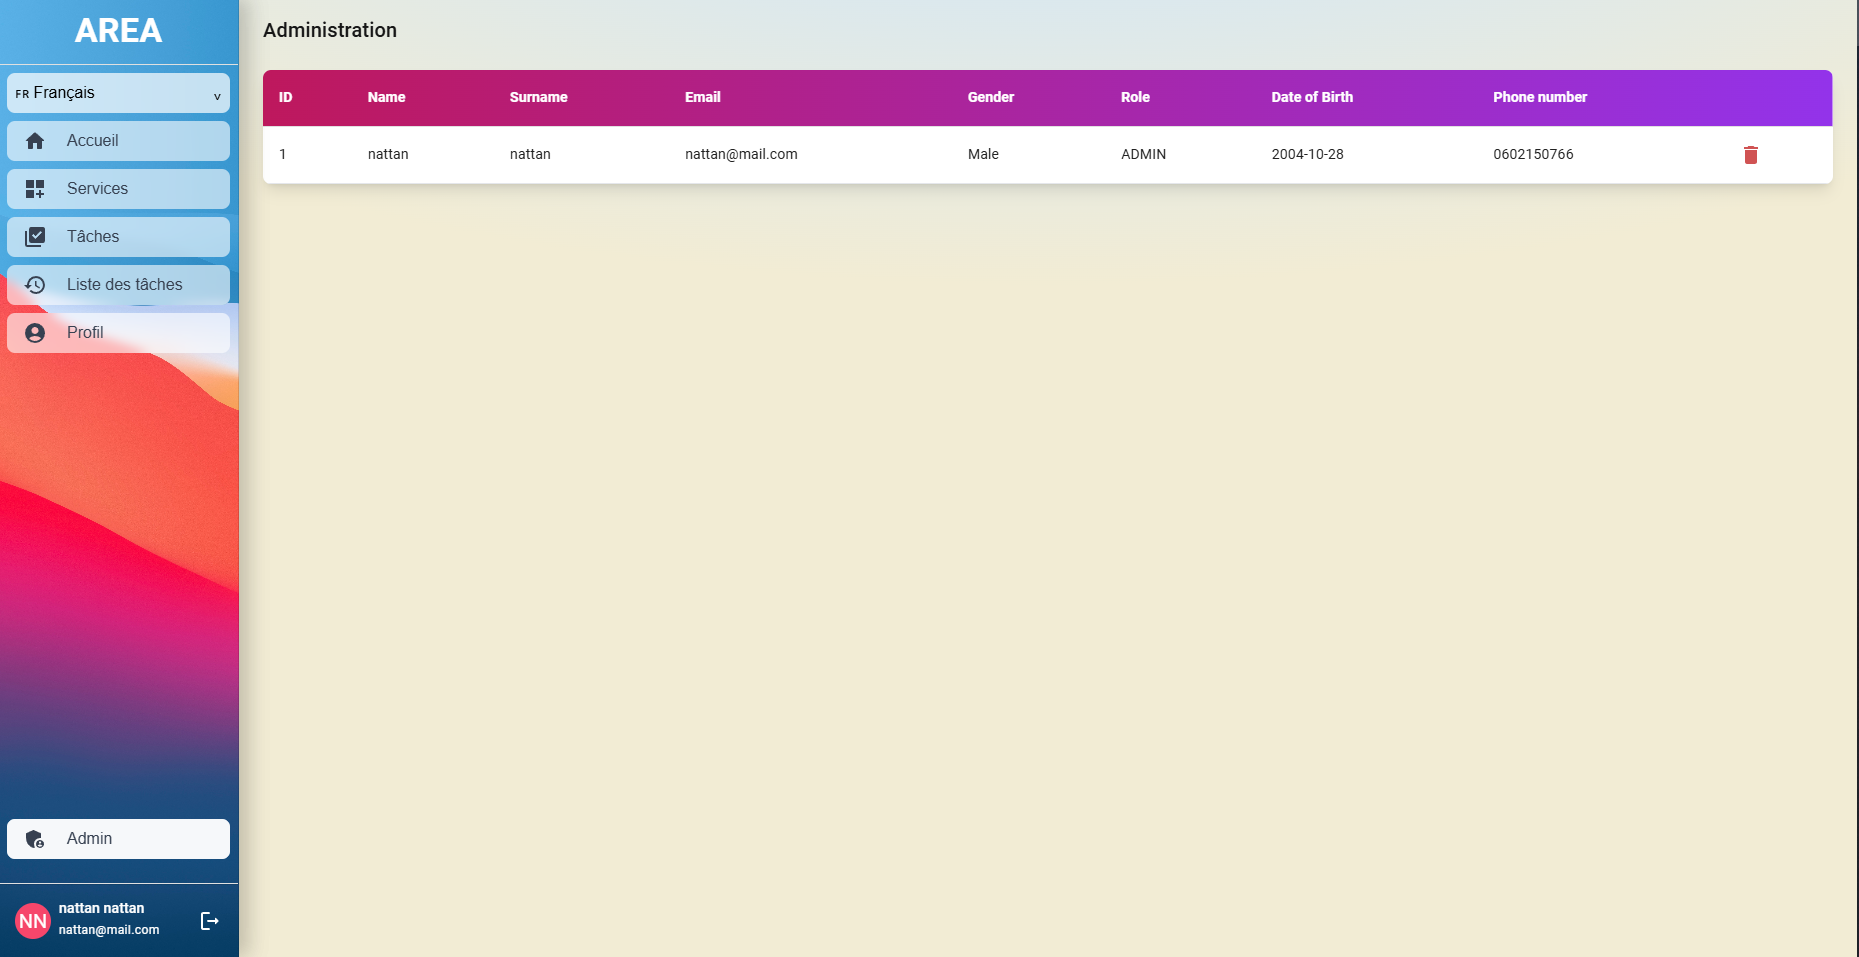 AREA
FR Français v
Accueil
Services
Tâches
Liste des tâches
Profil
Admin
NN nattan nattan
nattan@mail.com
Administration
ID Name Surname Email Gender Role Date of Birth Phone number
1 nattan nattan nattan@mail.com Male ADMIN 2004-10-28 0602150766